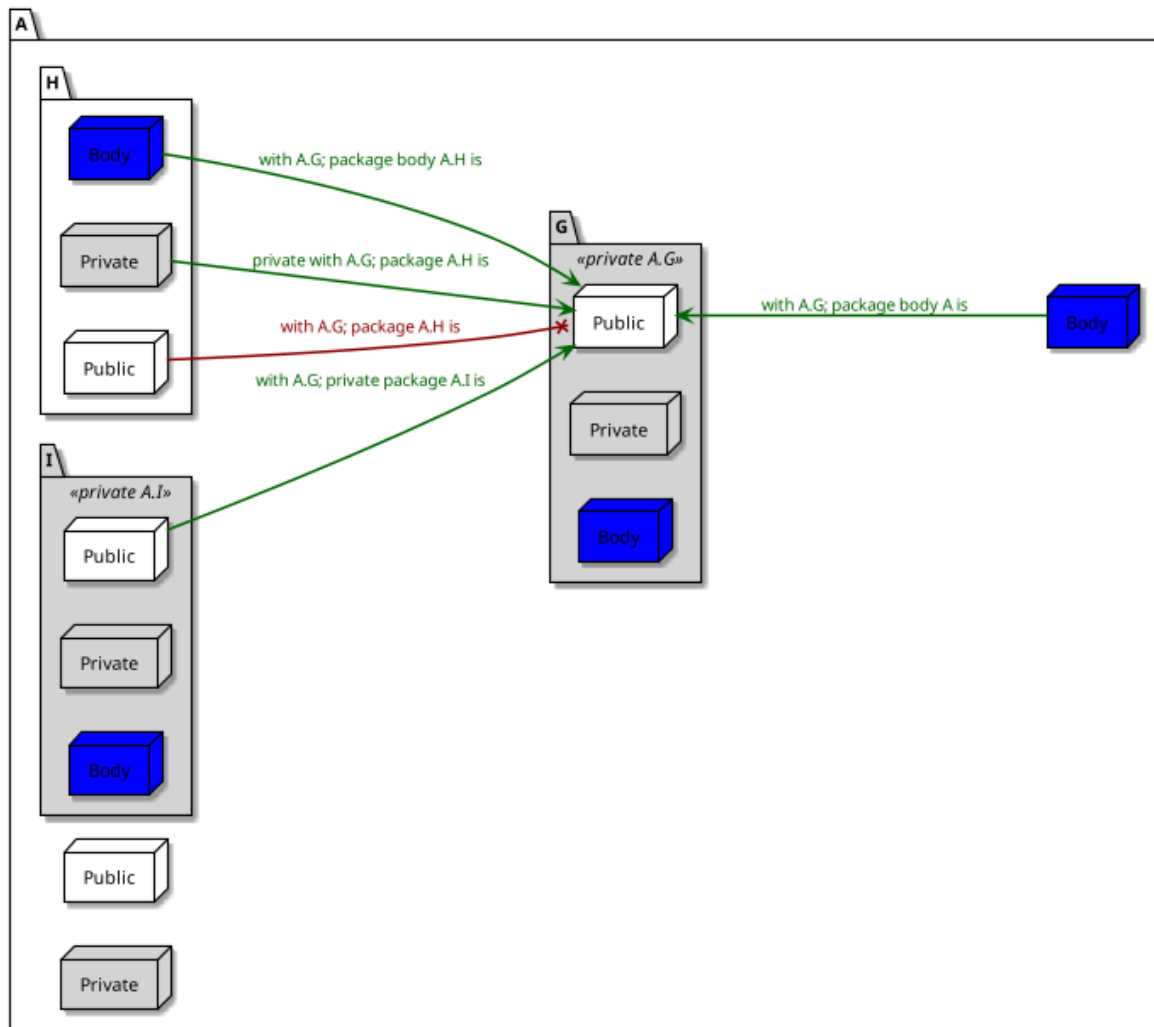 A
H
Body
with A.G; package body A.H is
G
«private A.G»
Private
private with A.G; package A.H is
with A.G; package body A is
Public
Body
with A.G; package A.H is
Public
with A.G; private package A.I is
Private
I
«private A.I»
Public
Body
Private
Body
Public
Private